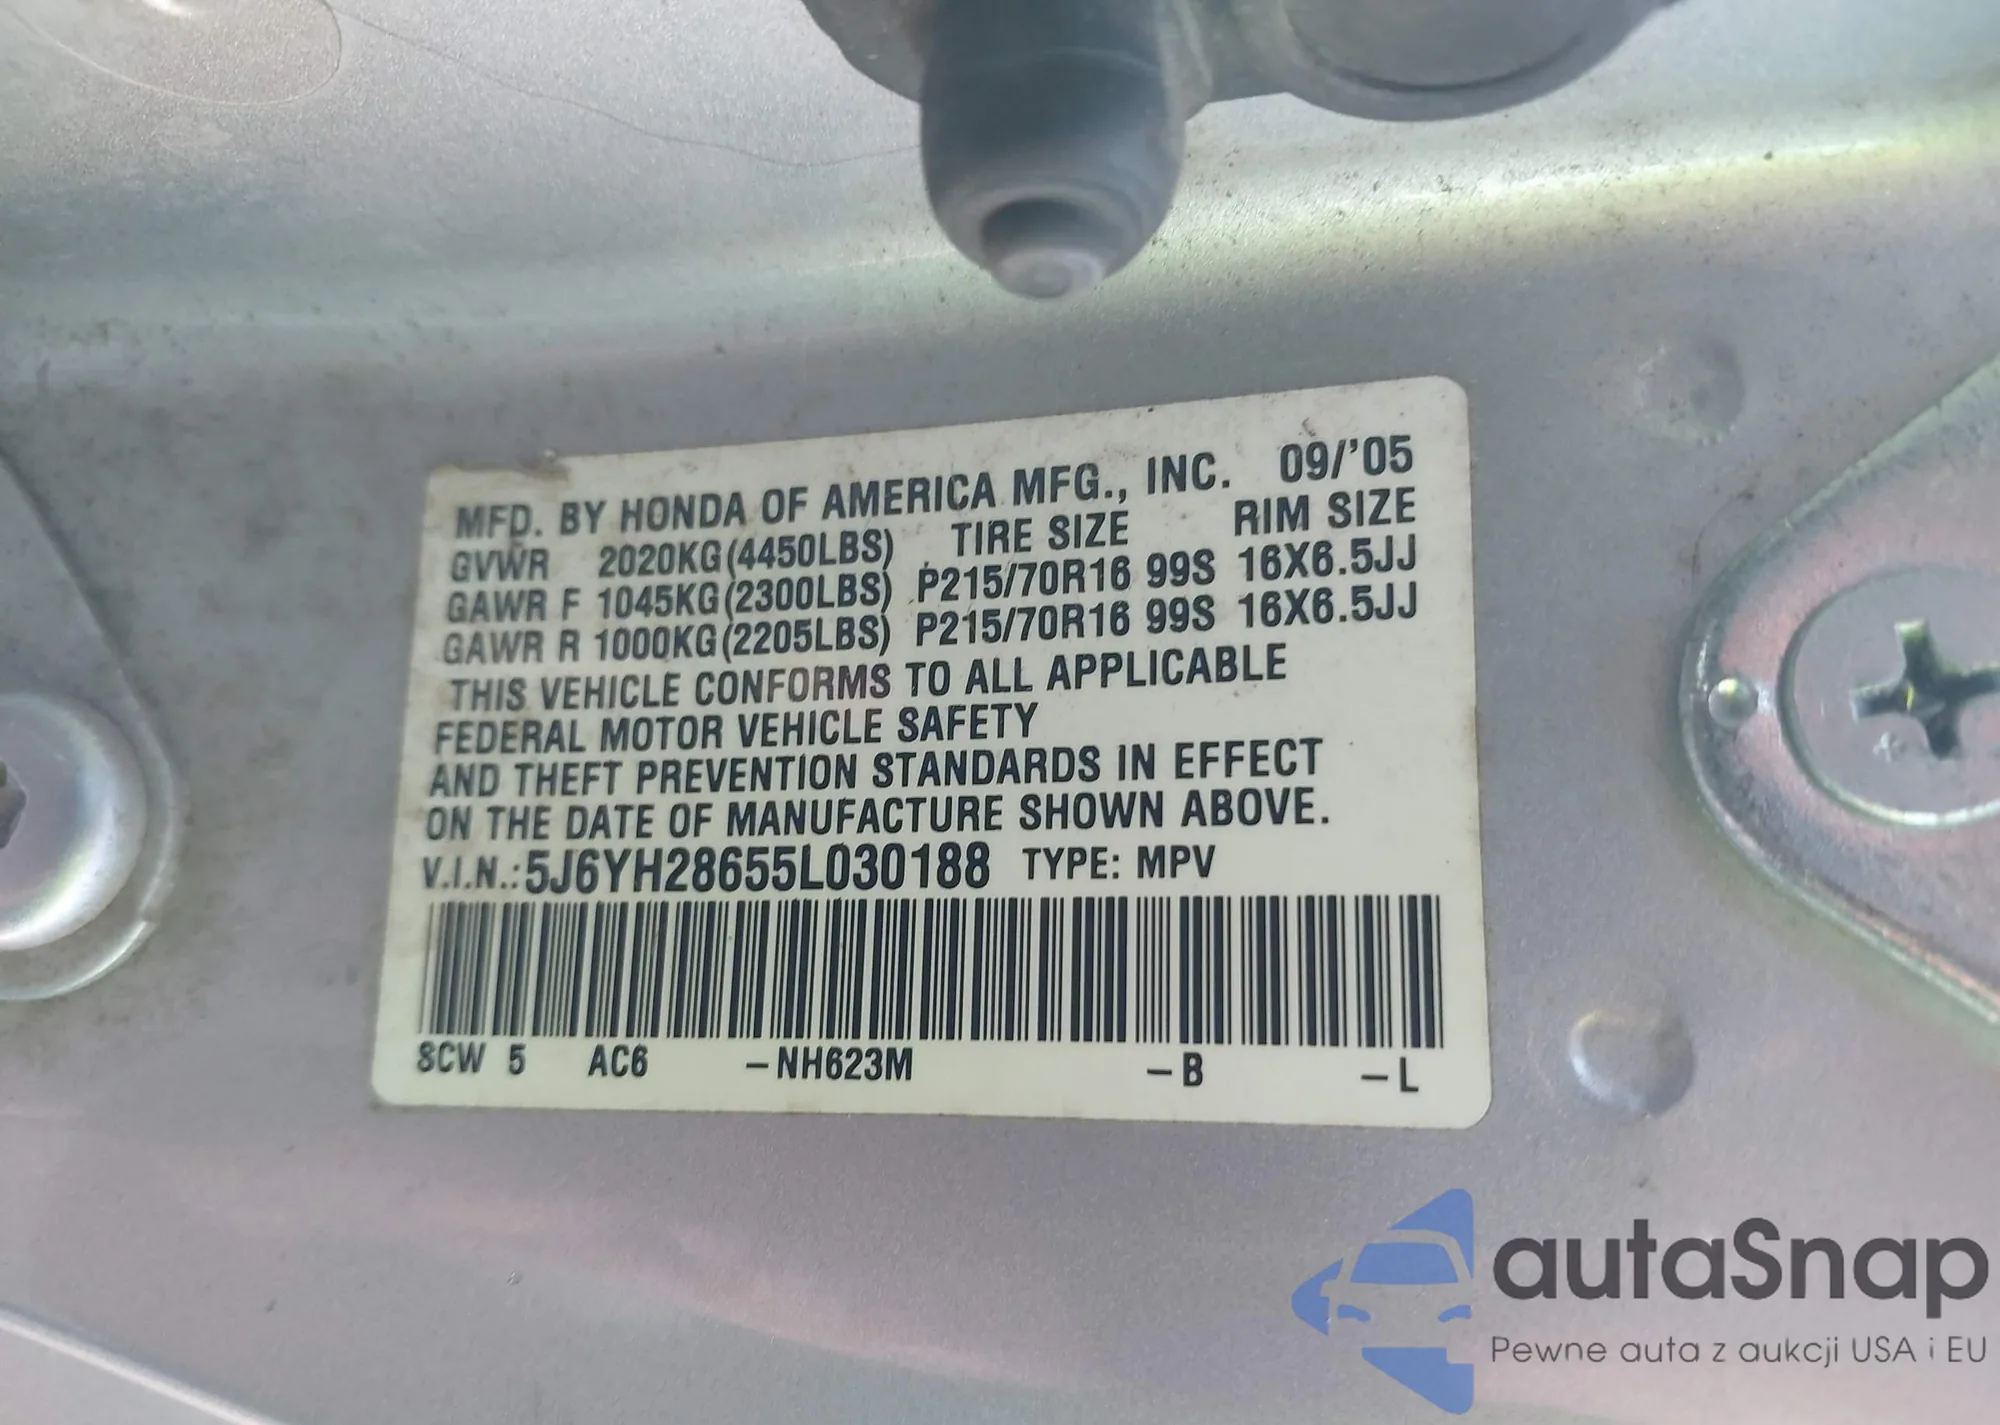 MFD. BY HONDA OF AMERICA MFG., INC. 09/'05
GVWR 2020KG(4450LBS) TIRE SIZE RIM SIZE
GAWR F 1045KG(2300LBS) P215/70R16 99S 16X6.5JJ
GAWR R 1000KG(2205LBS) P215/70R16 99S 16X6.5JJ
THIS VEHICLE CONFORMS TO ALL APPLICABLE
FEDERAL MOTOR VEHICLE SAFETY
AND THEFT PREVENTION STANDARDS IN EFFECT
ON THE DATE OF MANUFACTURE SHOWN ABOVE.
V.I.N.:5J6YH28655L030188 TYPE: MPV
SCW 5 AC6 –NH623M –B –L
autaSnap
Pewne auta z aukcji USA i EU